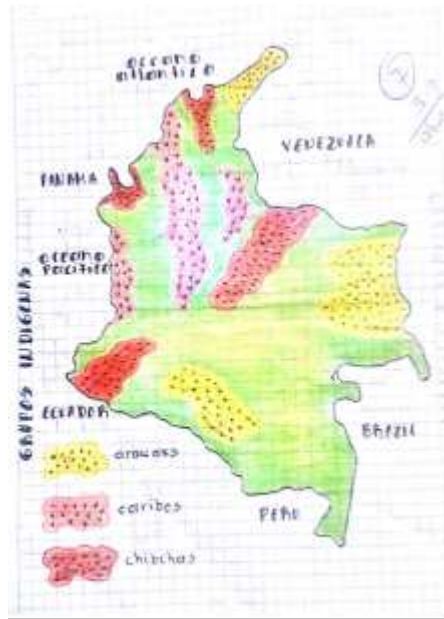 oceano
atlantico
VENEZUELA
PANAMA
oceano
pacifico
GRUPOS INDIGENAS
ECUADOR
BRAZIL
PERU
arawaks
caribes
chibchas